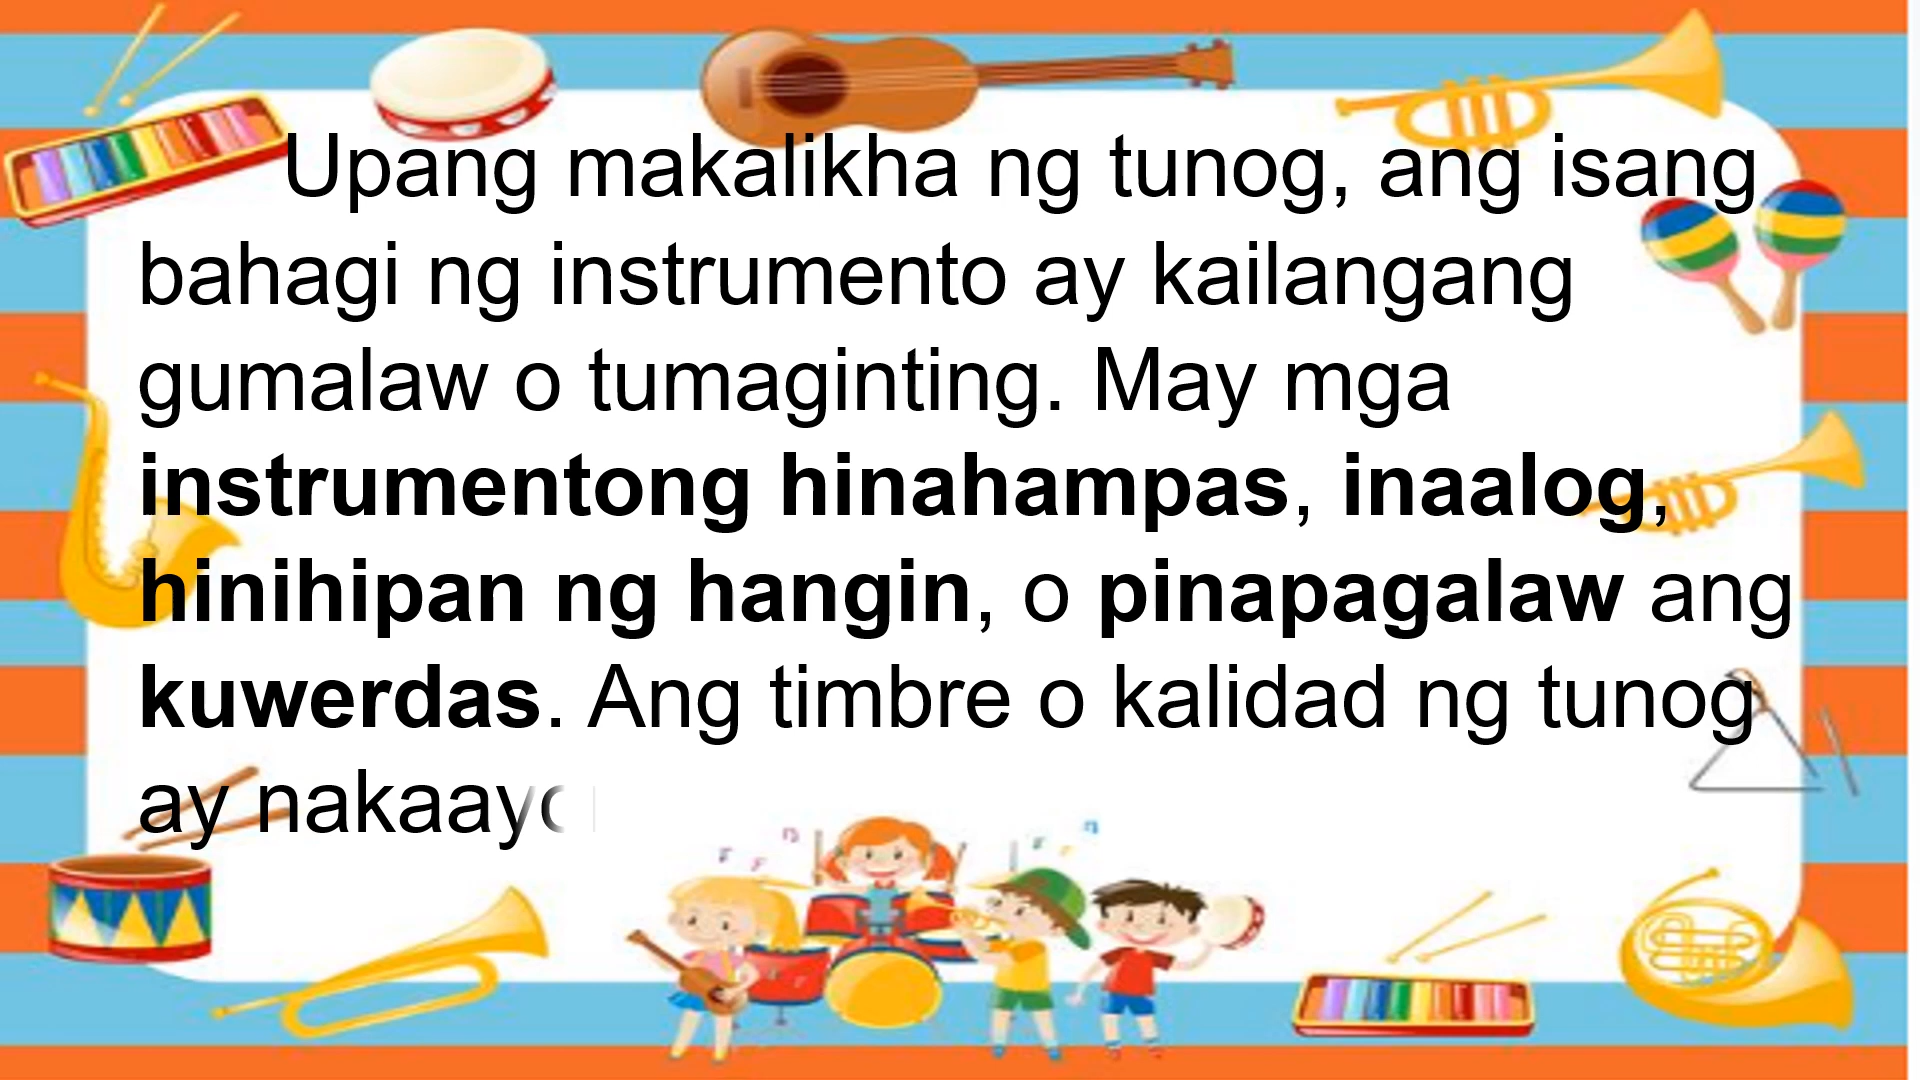 Upang makalikha ng tunog, ang isang
bahagi ng instrumento ay kailangang
gumalaw o tumaginting. May mga
instrumentong hinahampas, inaalog,
hinihipan ng hangin, o pinapagalaw ang
kuwerdas. Ang timbre o kalidad ng tunog
ay